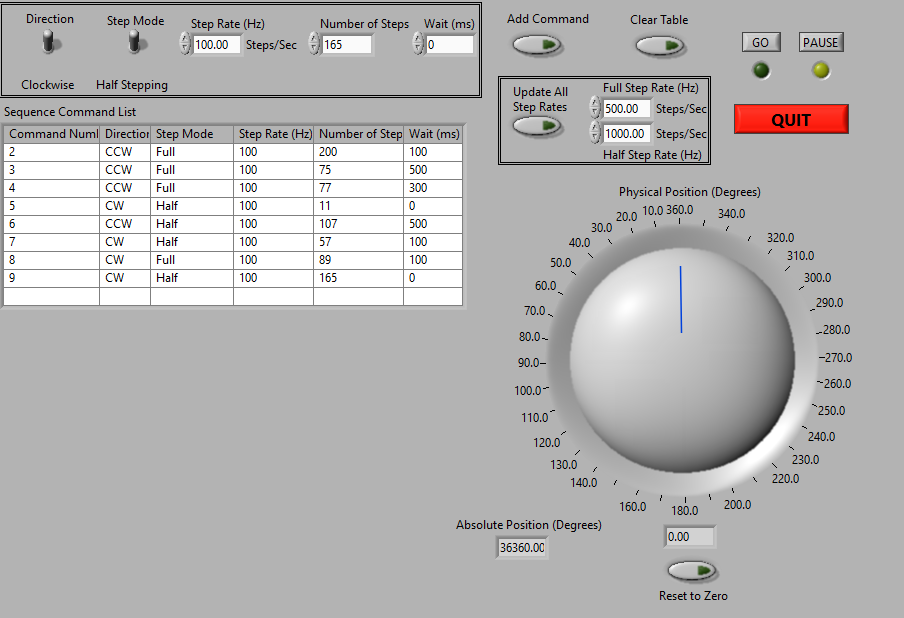 Direction
Step Mode
Step Rate (Hz)
Number of Steps
Wait (ms)
100.00
Steps/Sec
165
0
Clockwise
Half Stepping
Add Command
Clear Table
GO
PAUSE
Update All
Step Rates
Full Step Rate (Hz)
500.00
Steps/Sec
1000.00
Steps/Sec
Half Step Rate (Hz)
QUIT
Sequence Command List
Command Numl Direction Step Mode Step Rate (Hz) Number of Step Wait (ms)
2 CCW Full 100 200 100
3 CCW Full 100 75 500
4 CCW Full 100 77 300
5 CW Half 100 11 0
6 CCW Half 100 107 500
7 CW Half 100 57 100
8 CW Full 100 89 100
9 CW Half 100 165 0
Physical Position (Degrees)
10.0
20.0
30.0
40.0
50.0
60.0
70.0
80.0
90.0
100.0
110.0
120.0
130.0
140.0
160.0
180.0
200.0
220.0
230.0
240.0
250.0
260.0
270.0
280.0
290.0
300.0
310.0
320.0
340.0
360.0
Absolute Position (Degrees)
36360.00
0.00
Reset to Zero